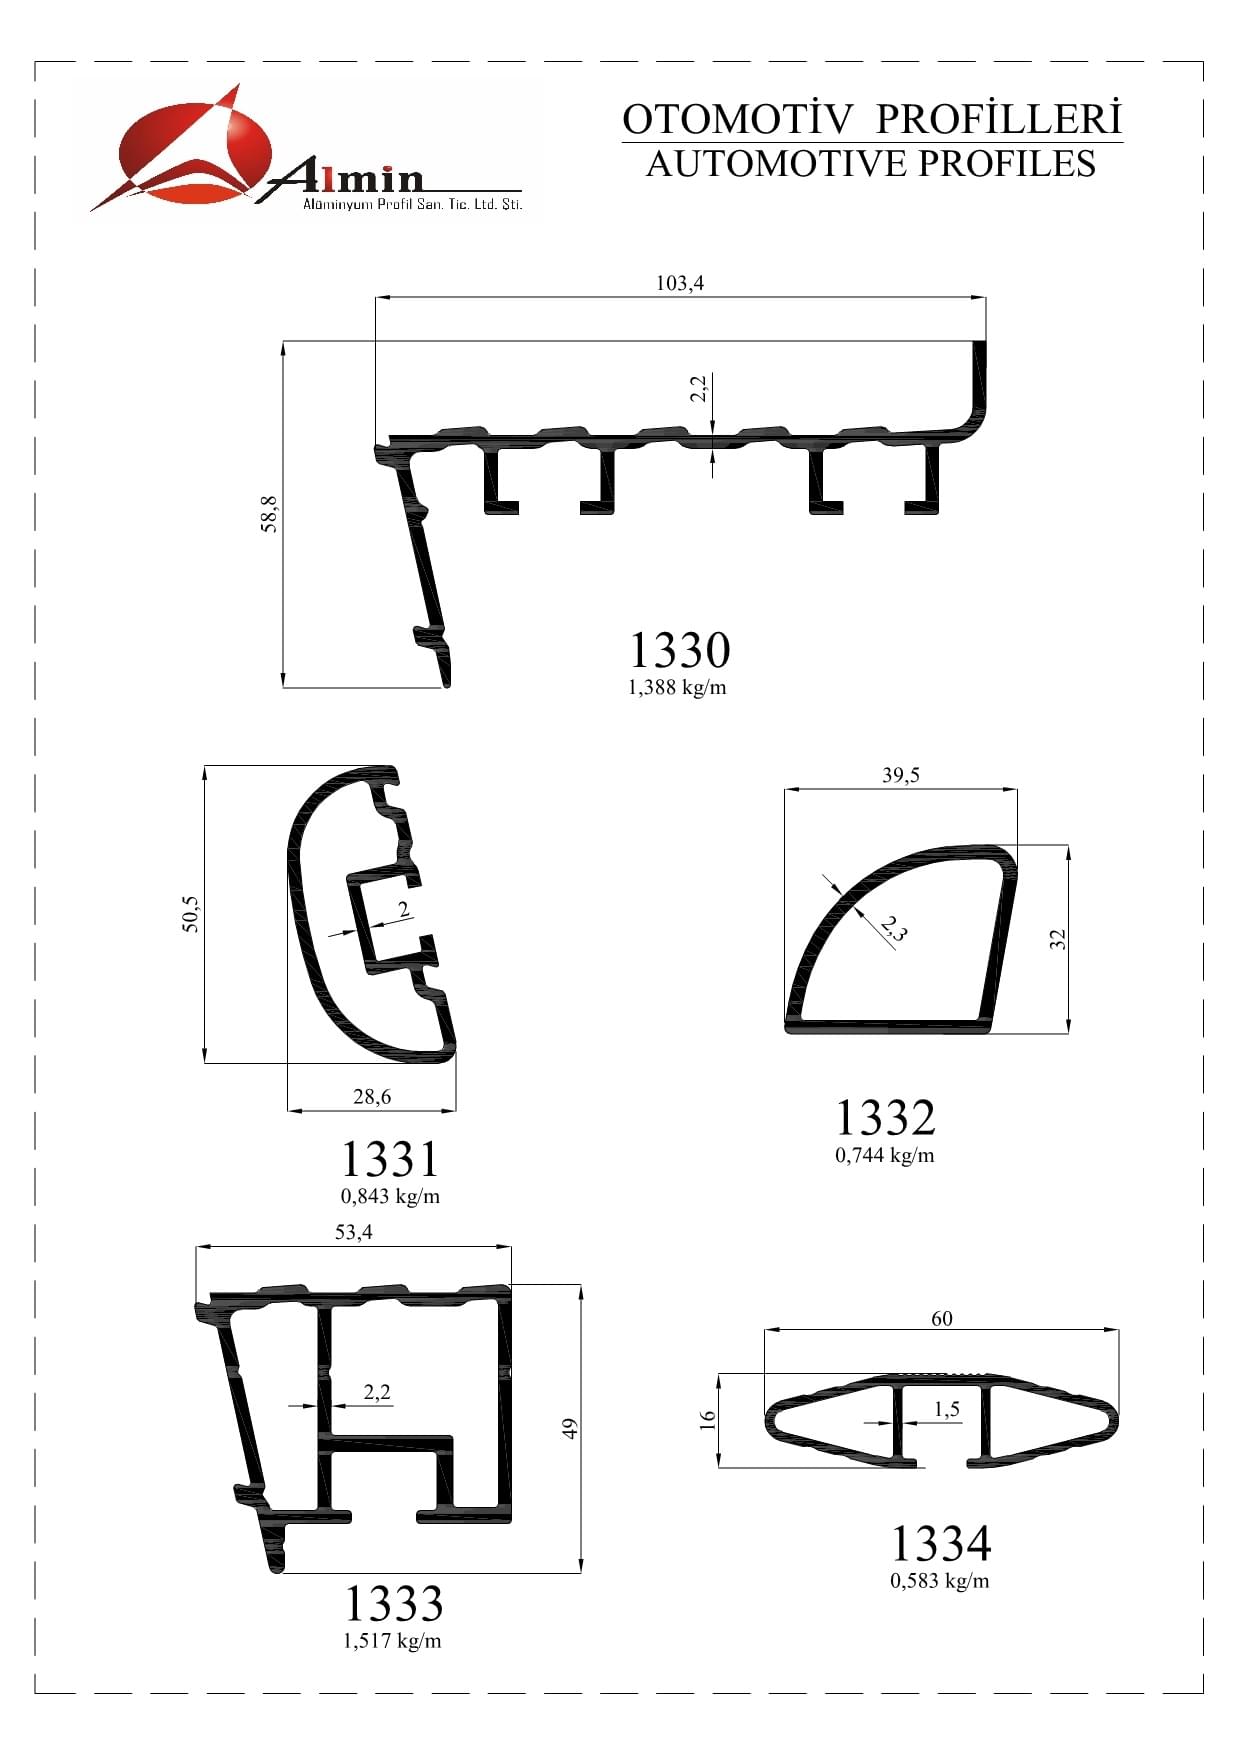 Almin
Alüminyum Profil San. Tic. Ltd. Şti.
OTOMOTİV PROFİLLERİ
AUTOMOTIVE PROFILES
103,4
2,2
58,8
1330
1,388 kg/m
50,5
2
28,6
1331
0,843 kg/m
39,5
2,3
32
1332
0,744 kg/m
53,4
2,2
49
1333
1,517 kg/m
60
16
1,5
1334
0,583 kg/m